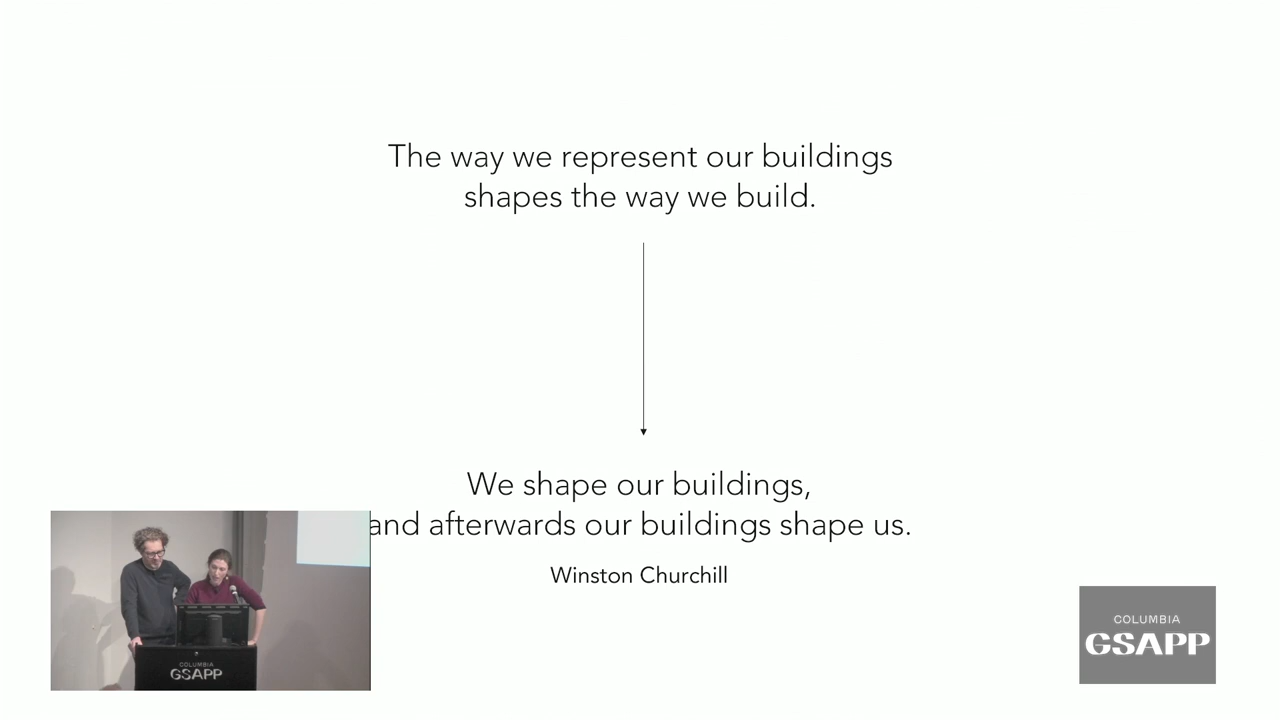 The way we represent our buildings
shapes the way we build.
We shape our buildings,
and afterwards our buildings shape us.
Winston Churchill
COLUMBIA
GSAPP
COLUMBIA
GSAPP